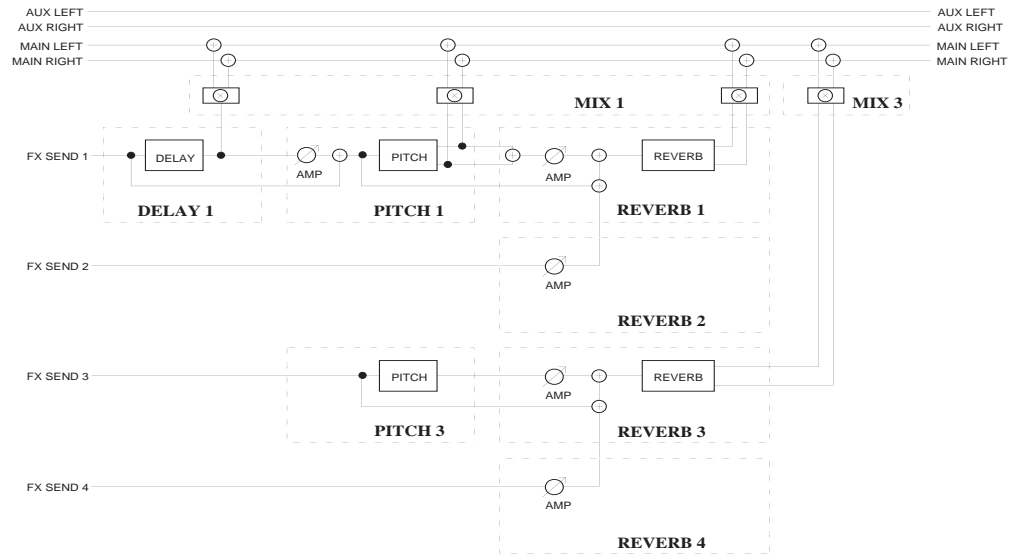 AUX LEFT AUX LEFT
AUX RIGHT AUX RIGHT
MAIN LEFT MAIN LEFT
MAIN RIGHT MAIN RIGHT
MIX 1 MIX 3
FX SEND 1 DELAY PITCH REVERB
AMP AMP
DELAY 1 PITCH 1 REVERB 1
FX SEND 2
AMP
REVERB 2
FX SEND 3 PITCH REVERB
AMP
PITCH 3 REVERB 3
FX SEND 4
AMP
REVERB 4